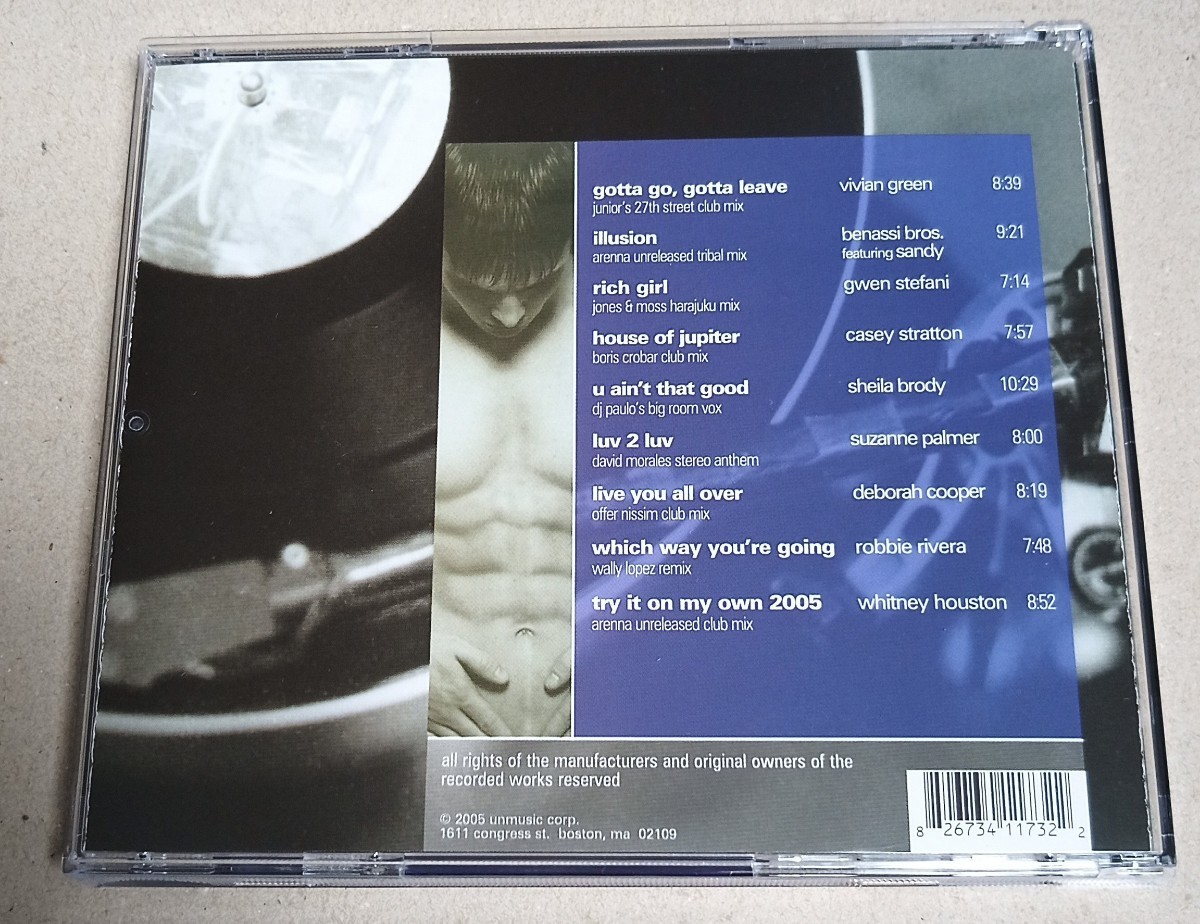 gotta go, gotta leave vivian green 8:39
junior's 27th street club mix
illusion benassi bros. 9:21
arenna unreleased tribal mix featuring sandy
rich girl gwen stefani 7:14
jones & moss harajuku mix
house of jupiter casey stratton 7:57
boris crobar club mix
u ain't that good sheila brody 10:29
dj paulo's big room vox
luv 2 luv suzanne palmer 8:00
david morales stereo anthem
live you all over deborah cooper 8:19
offer nissim club mix
which way you're going robbie rivera 7:48
wally lopez remix
try it on my own 2005 whitney houston 8:52
arenna unreleased club mix
all rights of the manufacturers and original owners of the
recorded works reserved
© 2005 unmusic corp.
1611 congress st. boston, ma 02109
8 26734 11732 2